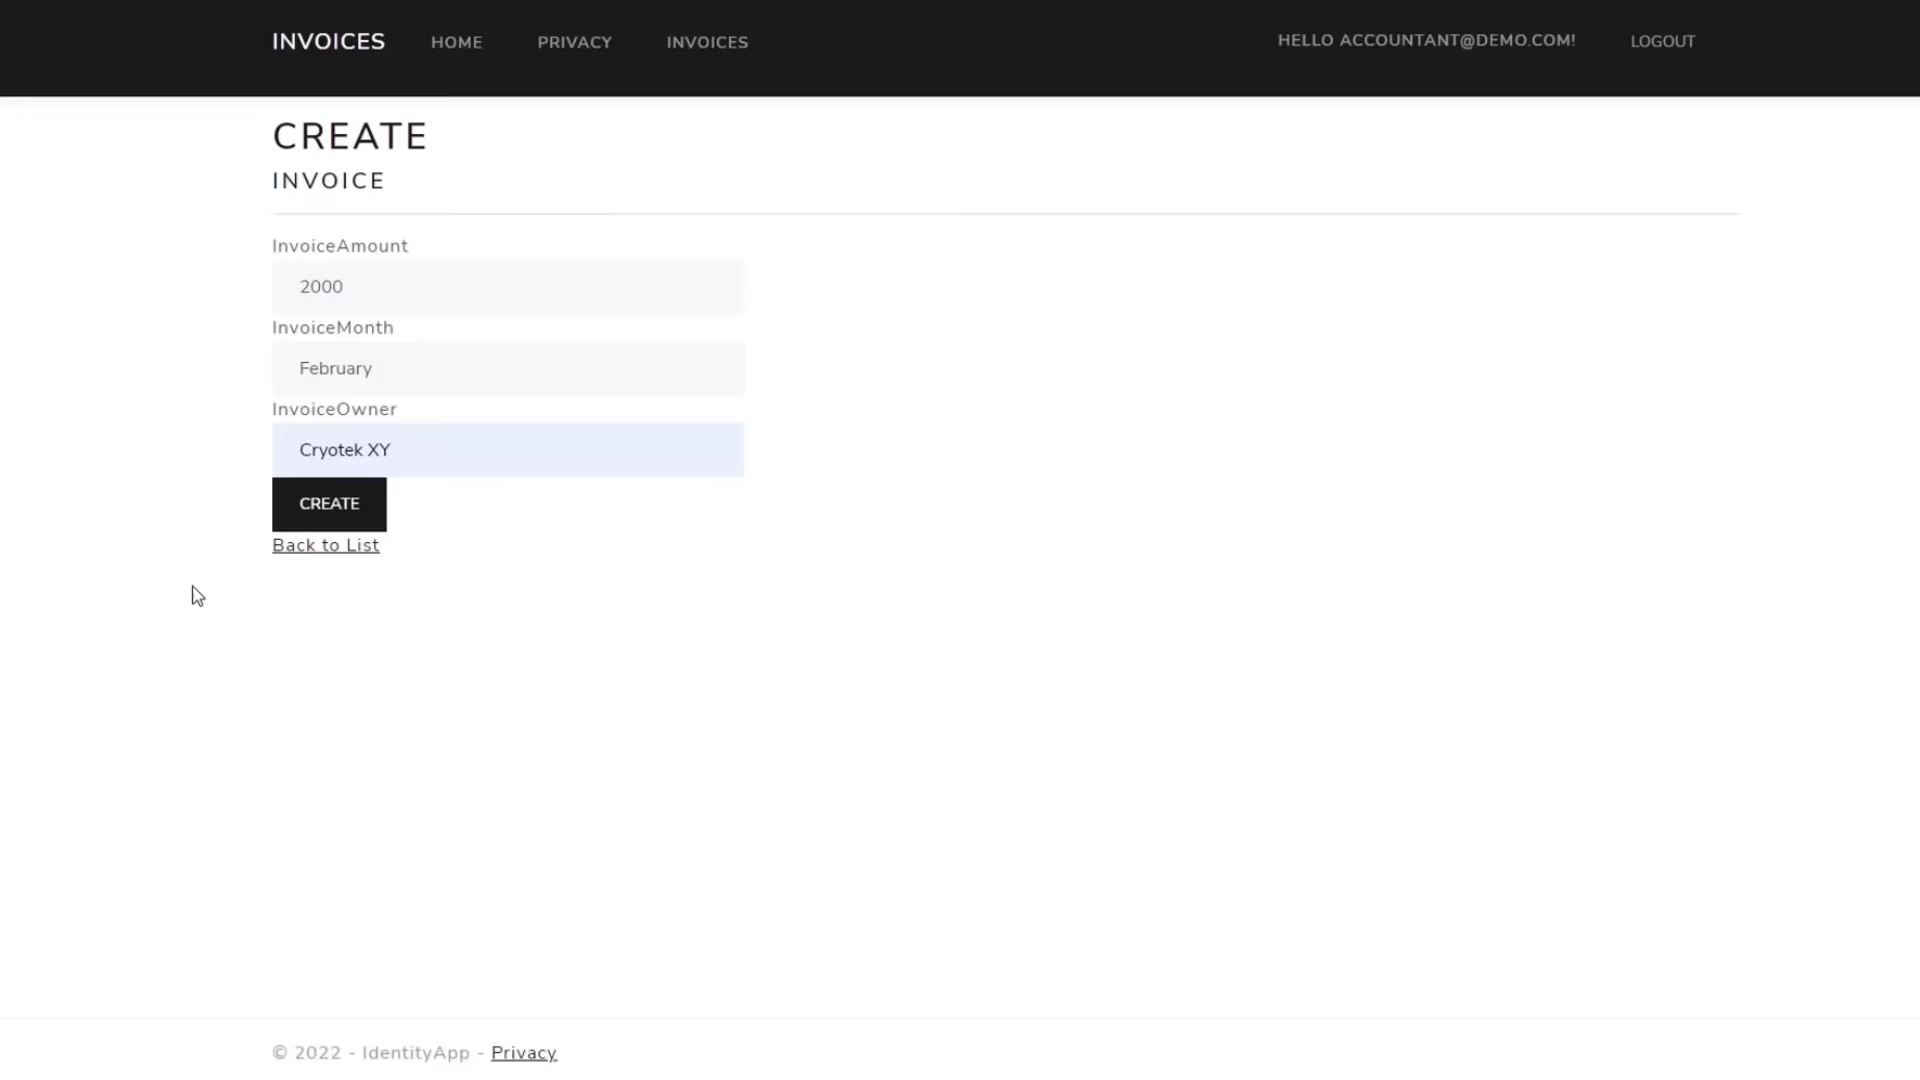 INVOICES HOME PRIVACY INVOICES HELLO ACCOUNTANT@DEMO.COM! LOGOUT
CREATE
INVOICE
InvoiceAmount
2000
InvoiceMonth
February
InvoiceOwner
Cryotek XY
CREATE
Back to List
© 2022 - IdentityApp - Privacy